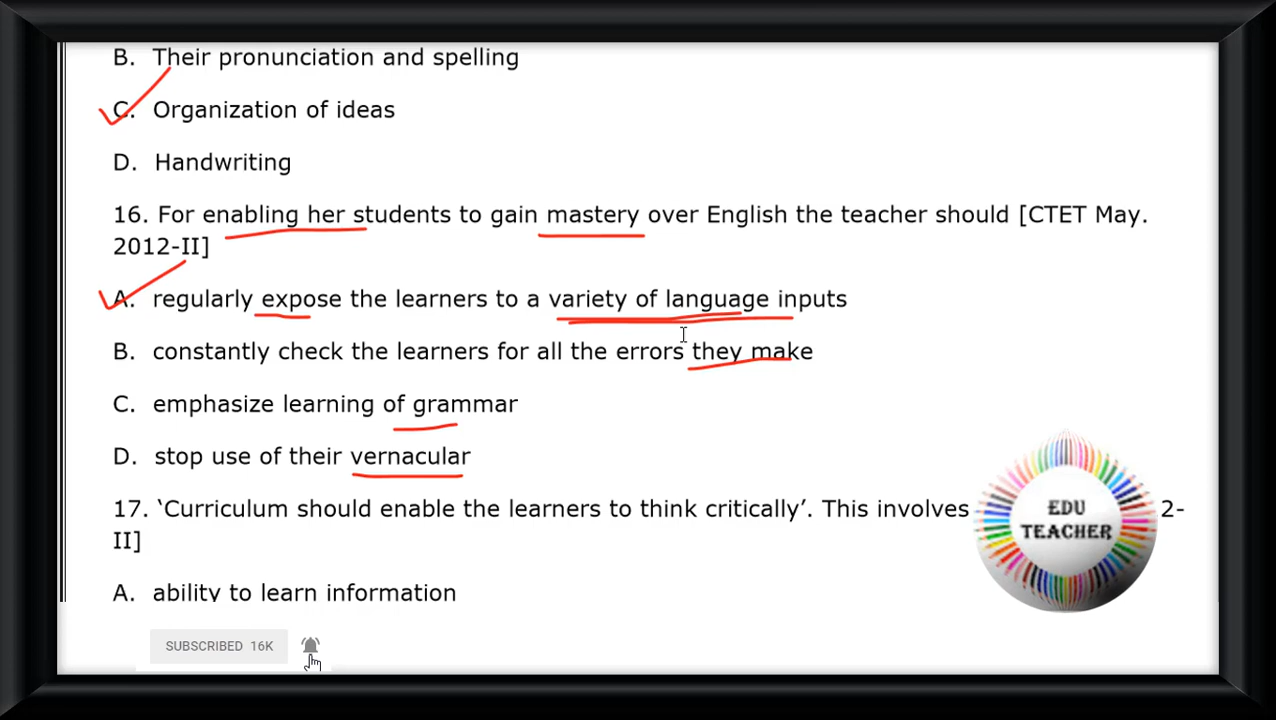 B. Their pronunciation and spelling
C. Organization of ideas
D. Handwriting
16. For enabling her students to gain mastery over English the teacher should [CTET May.
2012-II]
A. regularly expose the learners to a variety of language inputs
B. constantly check the learners for all the errors they make
C. emphasize learning of grammar
D. stop use of their vernacular
17. ‘Curriculum should enable the learners to think critically’. This involves 2-
II]
EDU
TEACHER
A. ability to learn information
SUBSCRIBED 16K